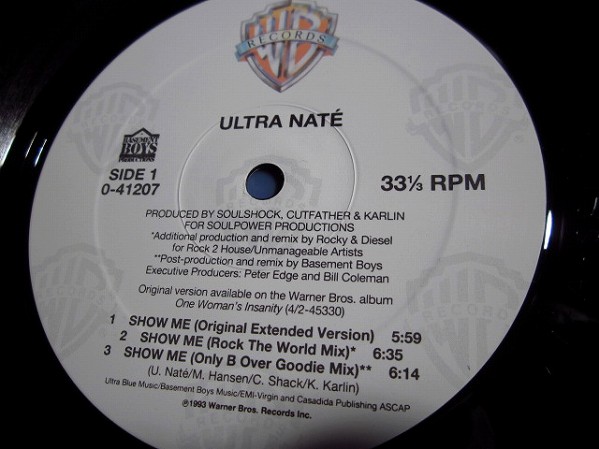 WB
RECORDS
ULTRA NATÉ
BASEMENT
BOYS
PRODUCTIONS
SIDE 1
0-41207
33⅓ RPM
PRODUCED BY SOULSHOCK, CUTFATHER & KARLIN
FOR SOULPOWER PRODUCTIONS
*Additional production and remix by Rocky & Diesel
for Rock 2 House/Unmanageable Artists
**Post-production and remix by Basement Boys
Executive Producers: Peter Edge and Bill Coleman
Original version available on the Warner Bros. album
One Woman's Insanity (4/2-45330)
1 SHOW ME (Original Extended Version) 5:59
2 SHOW ME (Rock The World Mix)* 6:35
3 SHOW ME (Only B Over Goodie Mix)** 6:14
(U. Naté/M. Hansen/C. Shack/K. Karlin)
Ultra Blue Music/Basement Boys Music/EMI-Virgin and Casadida Publishing ASCAP
℗1993 Warner Bros. Records Inc.